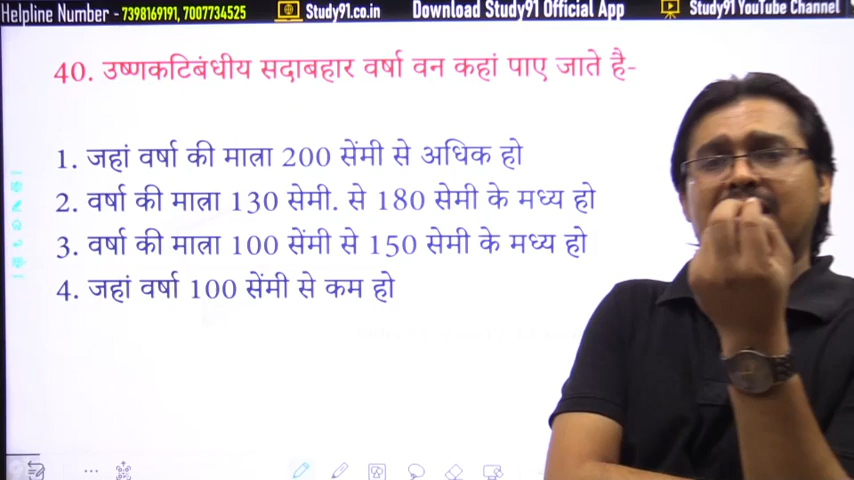 Helpline Number - 7398169191, 7007734525 Study91.co.in Download Study91 Official App Study91 YouTube Channel
40. उष्णकटिबंधीय सदाबहार वर्षा वन कहां पाए जाते है-
1. जहां वर्षा की मात्रा 200 सेंमी से अधिक हो
2. वर्षा की मात्रा 130 सेमी. से 180 सेमी के मध्य हो
3. वर्षा की मात्रा 100 सेंमी से 150 सेमी के मध्य हो
4. जहां वर्षा 100 सेंमी से कम हो